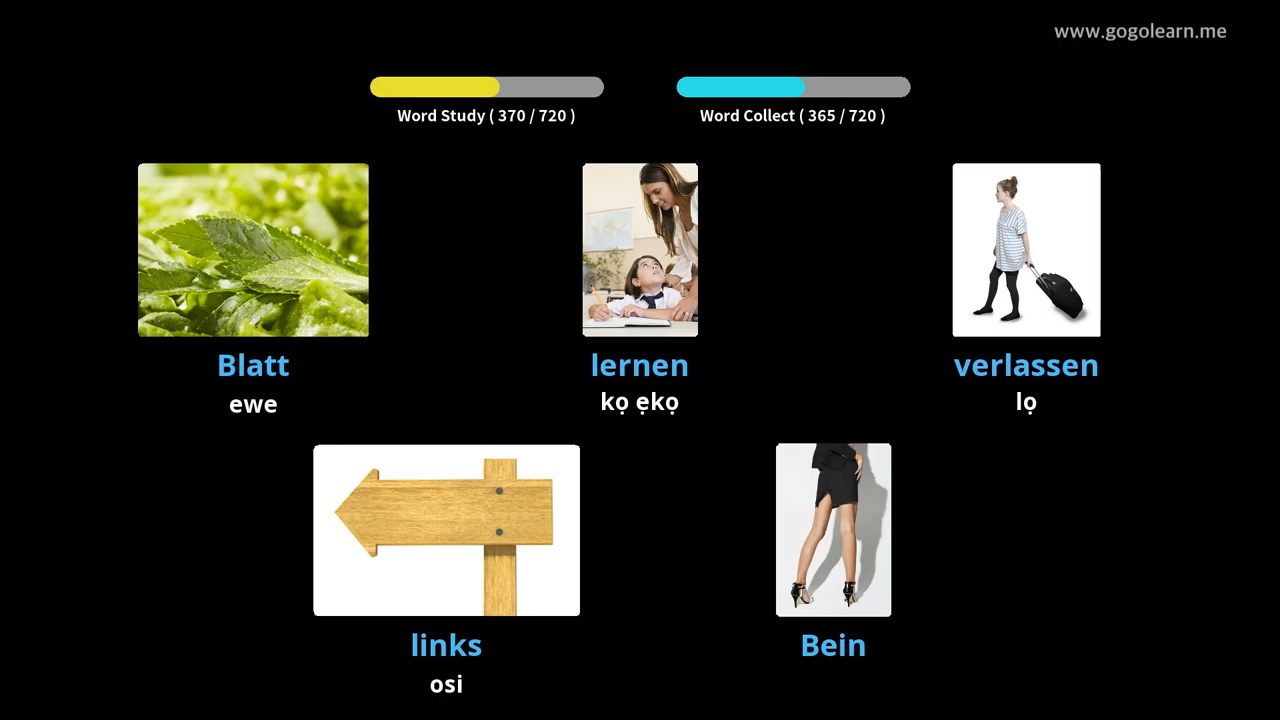 www.gogolearn.me
Word Study ( 370 / 720 )
Word Collect ( 365 / 720 )
Blatt
ewe
lernen
kọ ẹkọ
verlassen
lọ
links
osi
Bein